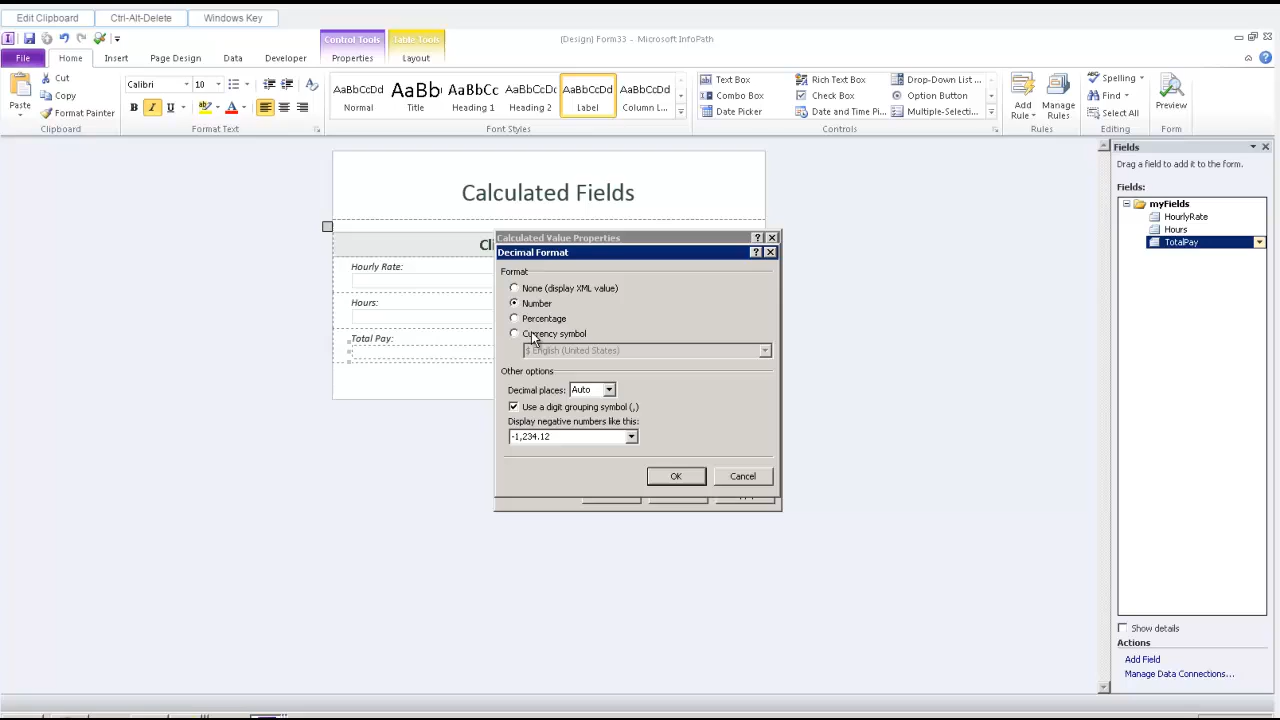 Edit Clipboard Ctrl-Alt-Delete Windows Key
Control Tools Table Tools (Design) Form33 - Microsoft InfoPath
File Home Insert Page Design Data Developer Properties Layout
Cut
Copy
Format Painter
Paste
Clipboard
Calibri 10
B I U A
Format Text
AaBbCcDd AaBb( AaBbCc AaBbCcDc AaBbCcDd AaBbCcDd
Normal Title Heading 1 Heading 2 Label Column L...
Font Styles
Text Box Rich Text Box Drop-Down List ...
Combo Box Check Box Option Button
Date Picker Date and Time Pi... Multiple-Selecti...
Controls
Add Rule Manage Rules
Rules
Spelling
Find
Select All
Editing
Preview
Form
Calculated Fields
Cli
Hourly Rate:
Hours:
Total Pay:
Calculated Value Properties
Decimal Format
Format
None (display XML value)
Number
Percentage
Currency symbol
$ English (United States)
Other options
Decimal places: Auto
Use a digit grouping symbol (,)
Display negative numbers like this:
-1,234.12
OK Cancel
Fields
Drag a field to add it to the form.
Fields:
myFields
HourlyRate
Hours
TotalPay
Show details
Actions
Add Field
Manage Data Connections...